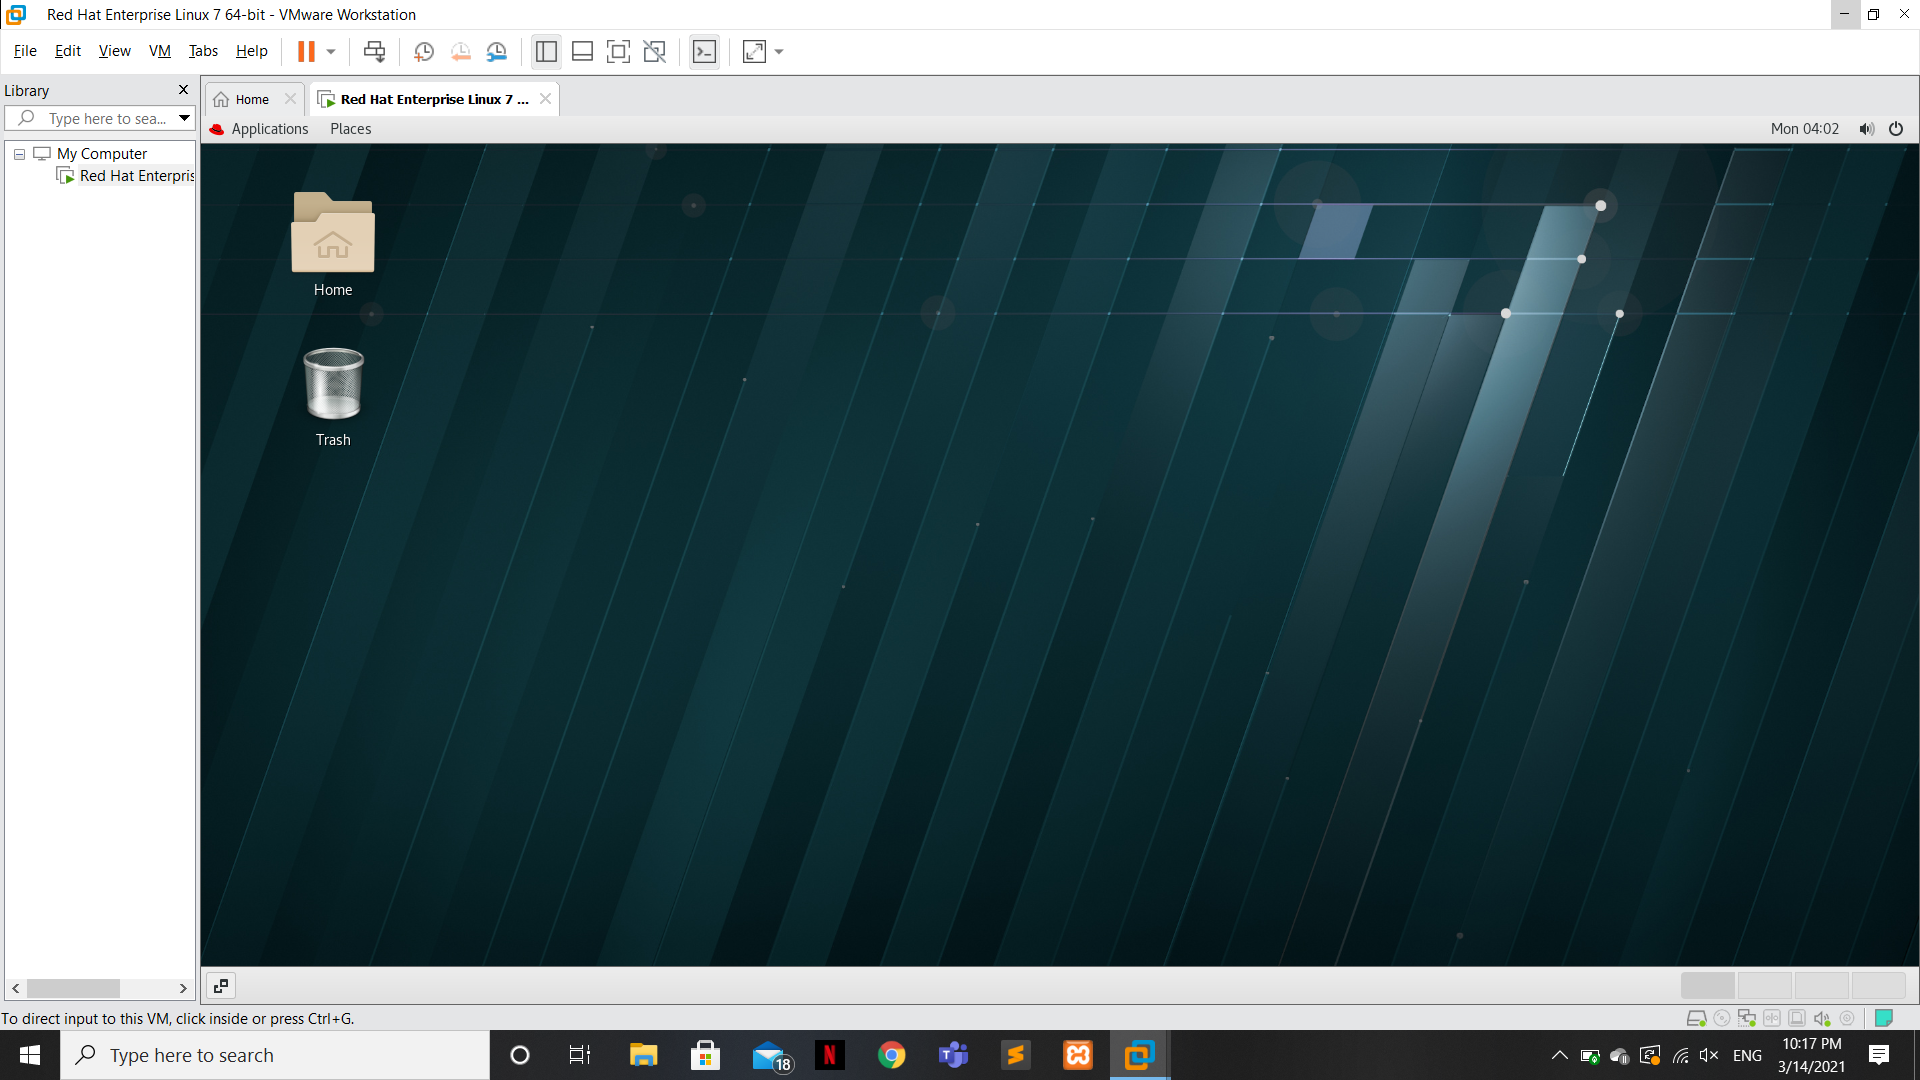 Red Hat Enterprise Linux 7 64-bit - VMware Workstation
File Edit View VM Tabs Help
Library
Type here to sea...
My Computer
Red Hat Enterpris
Home
Red Hat Enterprise Linux 7 ...
Applications Places
Mon 04:02
Home
Trash
To direct input to this VM, click inside or press Ctrl+G.
Type here to search
18
N
T
ENG
10:17 PM
3/14/2021